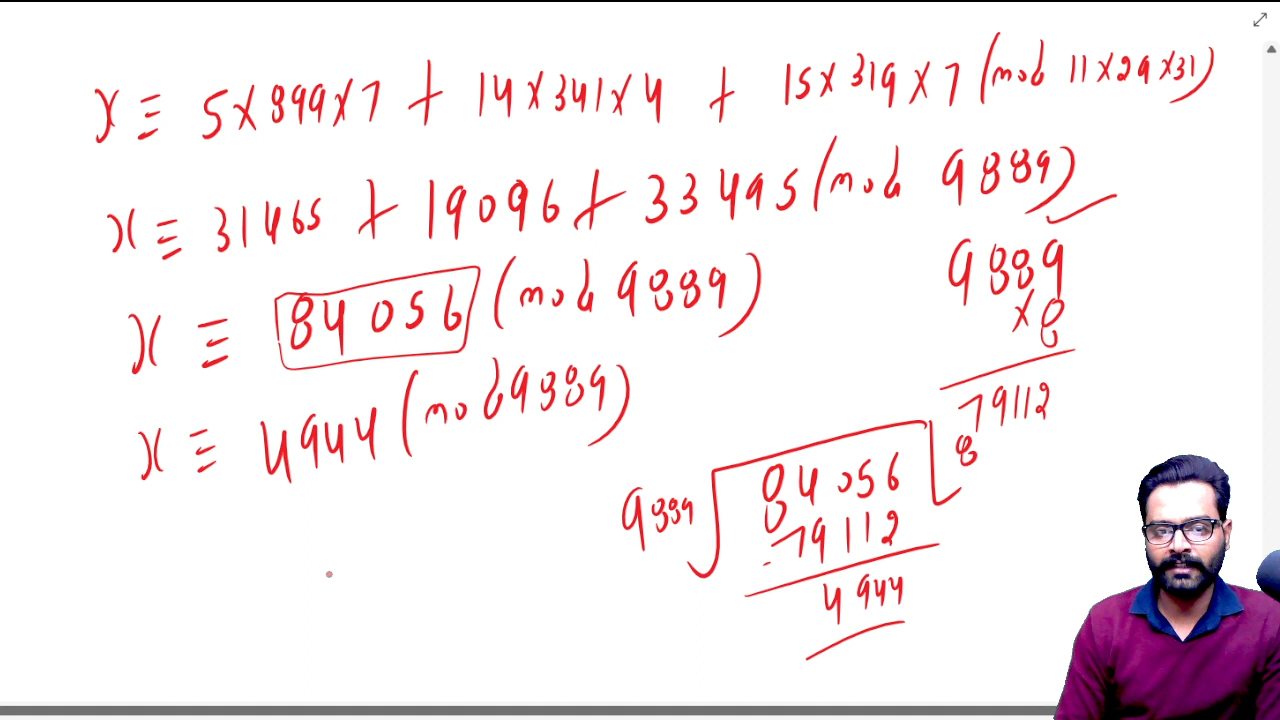 x ≡ 5×899×7 + 14×341×4 + 15×319×7 (mod 11×29×31)
x ≡ 31465 + 19096 + 33495 (mod 9889)
x ≡ 84056 (mod 9889)
x ≡ 4944 (mod 9889)
9889
×8
79112
9889 84056 8
79112
4944